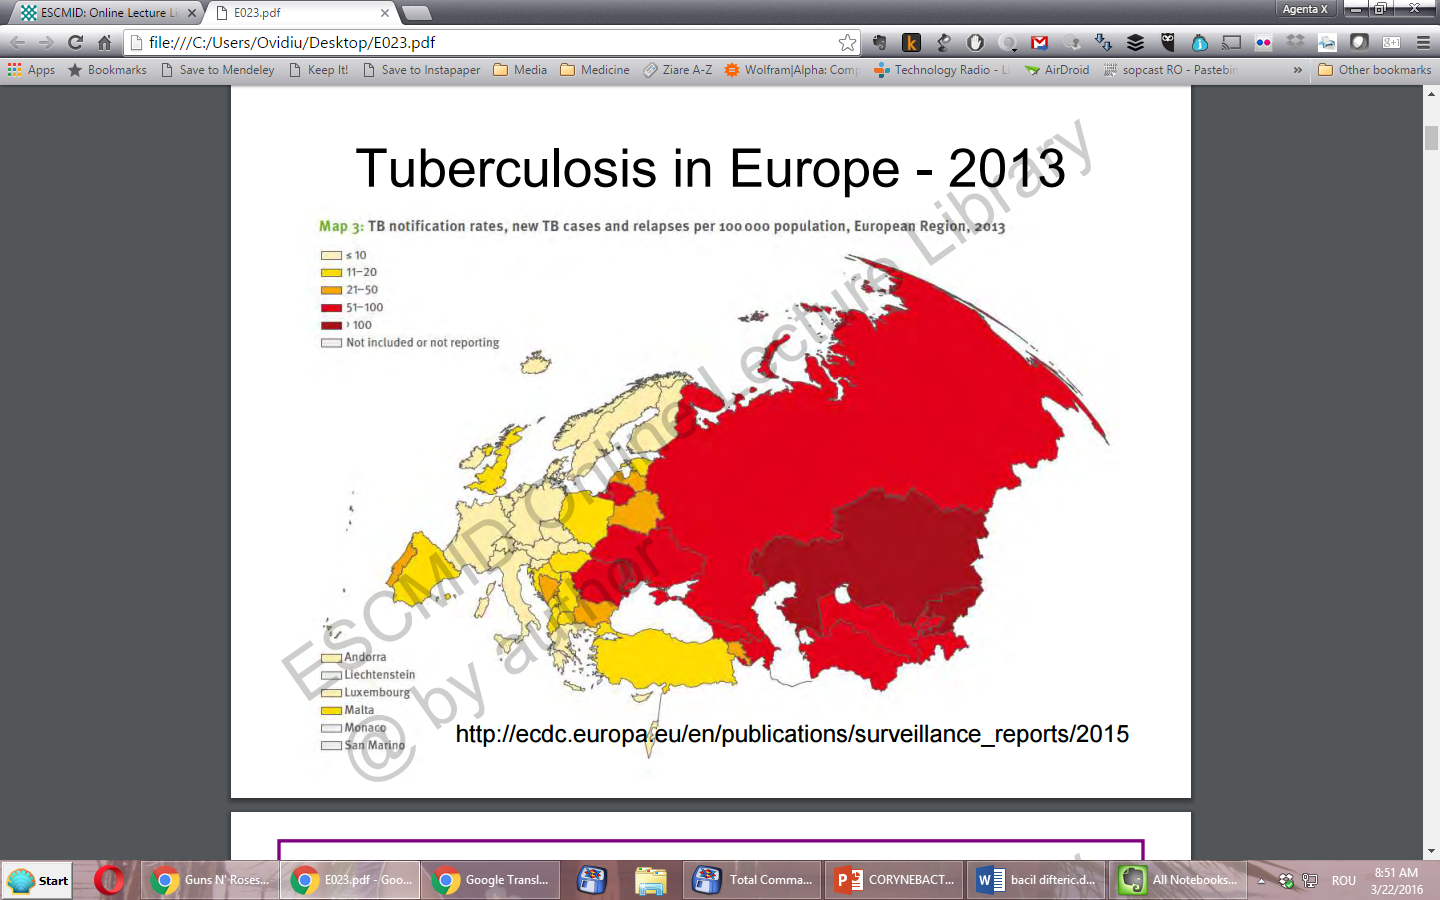 ESCMID: Online Lecture Li
E023.pdf
Agenta X
file:///C:/Users/Ovidiu/Desktop/E023.pdf
Apps
Bookmarks
Save to Mendeley
Keep It!
Save to Instapaper
Media
Medicine
Ziare A-Z
Wolfram|Alpha: Comp
Technology Radio - Li
AirDroid
sopcast RO - Pastebin
»
Other bookmarks
Tuberculosis in Europe - 2013
Map 3: TB notification rates, new TB cases and relapses per 100 000 population, European Region, 2013
≤ 10
11–20
21–50
51–100
> 100
Not included or not reporting
Andorra
Liechtenstein
Luxembourg
Malta
Monaco
San Marino
http://ecdc.europa.eu/en/publications/surveillance_reports/2015
ESCMID Online Lecture Library
@ by author
Start
Guns N' Roses...
E023.pdf - Goo...
Google Transl...
Total Comma...
CORYNEBACT...
bacil difteric.d...
All Notebooks...
ROU
8:51 AM
3/22/2016